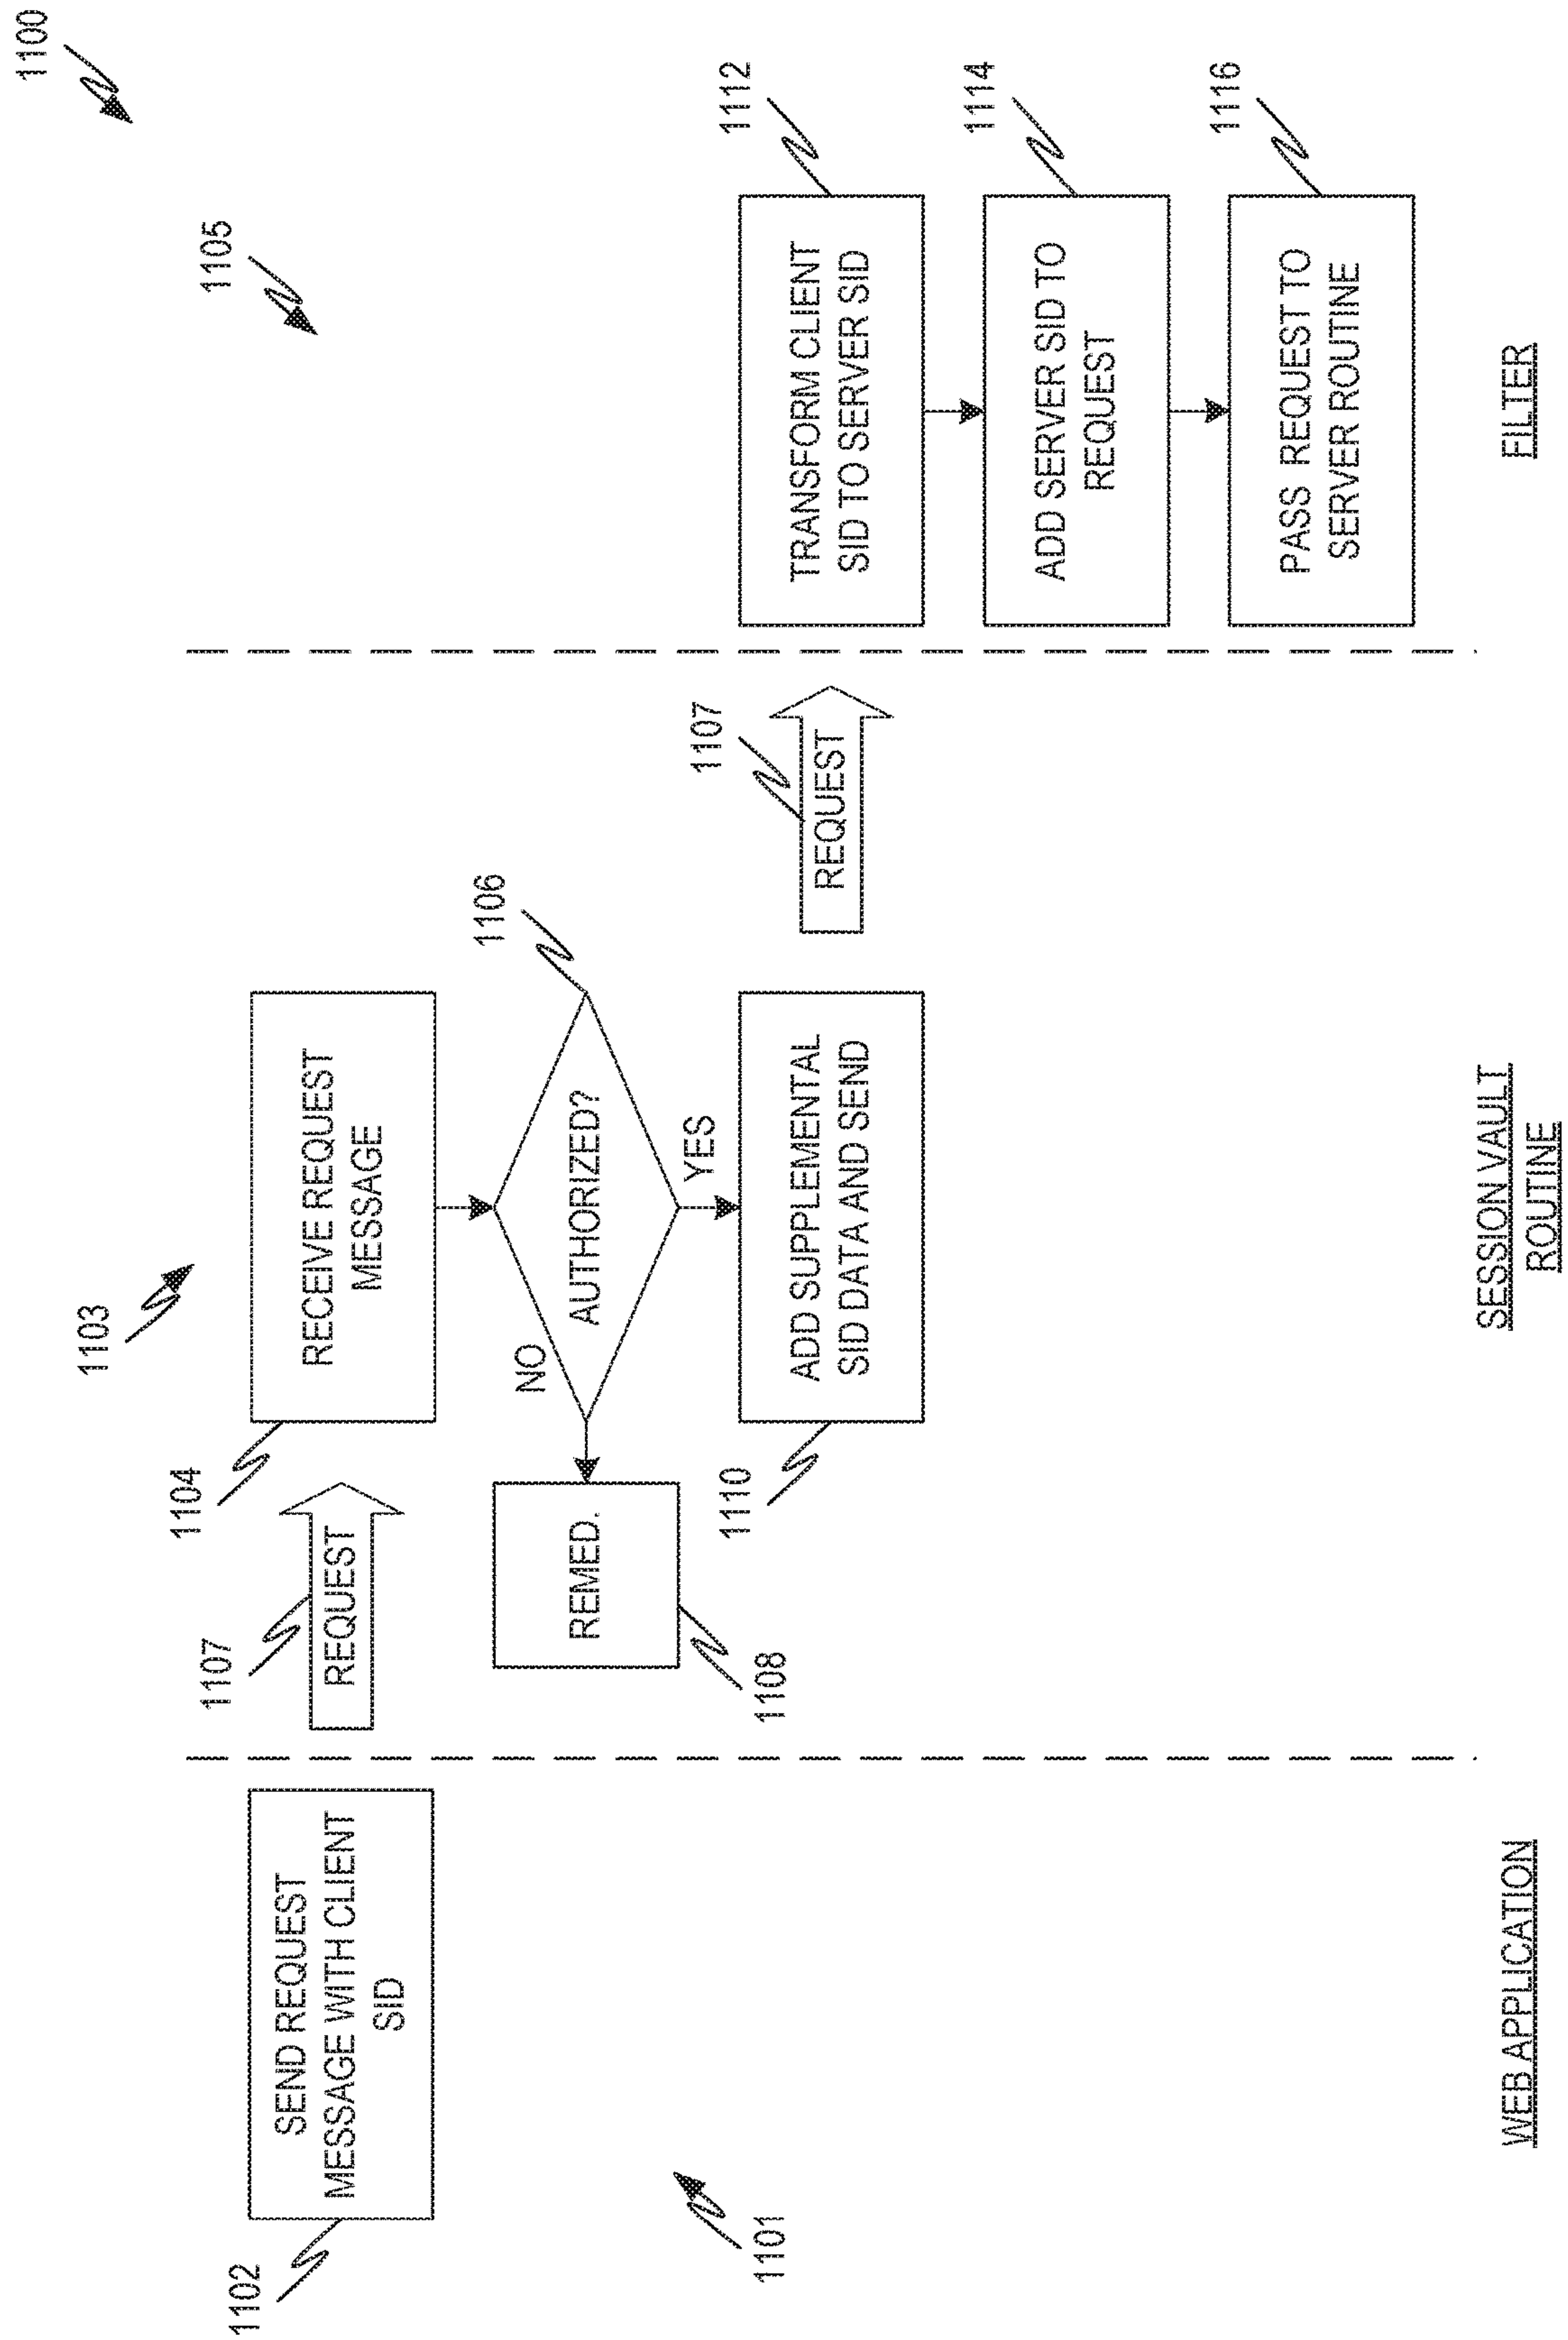 1100
1101
1103
1105
1102
SEND REQUEST
MESSAGE WITH CLIENT
SID
1107
REQUEST
1104
RECEIVE REQUEST
MESSAGE
1106
AUTHORIZED?
NO
YES
REMED.
1108
1110
ADD SUPPLEMENTAL
SID DATA AND SEND
1107
REQUEST
1112
TRANSFORM CLIENT
SID TO SERVER SID
1114
ADD SERVER SID TO
REQUEST
1116
PASS REQUEST TO
SERVER ROUTINE
WEB APPLICATION
SESSION VAULT
ROUTINE
FILTER